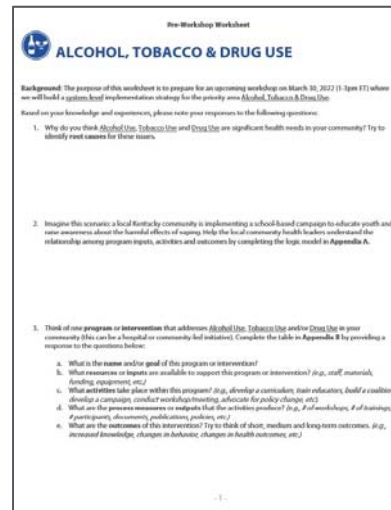 Pre-Workshop Worksheet
ALCOHOL, TOBACCO & DRUG USE
Background: The purpose of this worksheet is to prepare for an upcoming workshop on March 30, 2022 (1-3pm ET) where
we will build a system-level implementation strategy for the priority area Alcohol, Tobacco & Drug Use.
Based on your knowledge and experiences, please note your responses to the following questions:
1. Why do you think Alcohol Use, Tobacco Use and Drug Use are significant health needs in your community? Try to
identify root causes for these issues.
2. Imagine this scenario: a local Kentucky community is implementing a school-based campaign to educate youth and
raise awareness about the harmful effects of vaping. Help the local community health leaders understand the
relationship among program inputs, activities and outcomes by completing the logic model in Appendix A.
3. Think of one program or intervention that addresses Alcohol Use, Tobacco Use and/or Drug Use in your
community (this can be a hospital or community-led initiative). Complete the table in Appendix B by providing a
response to the questions below:
a. What is the name and/or goal of this program or intervention?
b. What resources or inputs are available to support this program or intervention? (e.g., staff, materials,
funding, equipment, etc.)
c. What activities take place within this program? (e.g., develop a curriculum, train educators, build a coalition,
develop a campaign, conduct workshop/meeting, advocate for policy change, etc)
d. What are the process measures or outputs that the activities produce? (e.g., # of workshops, # of trainings,
# participants, documents, publications, policies, etc.)
e. What are the outcomes of this intervention? Try to think of short, medium and long-term outcomes. (e.g.,
increased knowledge, changes in behavior, changes in health outcomes, etc.)
- 1 -